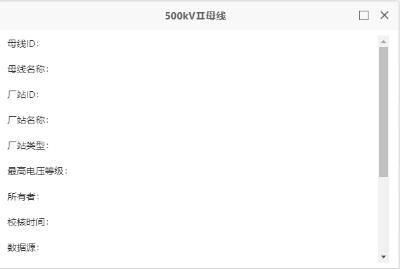 500kVⅡ母线
母线ID:
母线名称:
厂站ID:
厂站名称:
厂站类型:
最高电压等级:
所有者:
校核时间:
数据源: